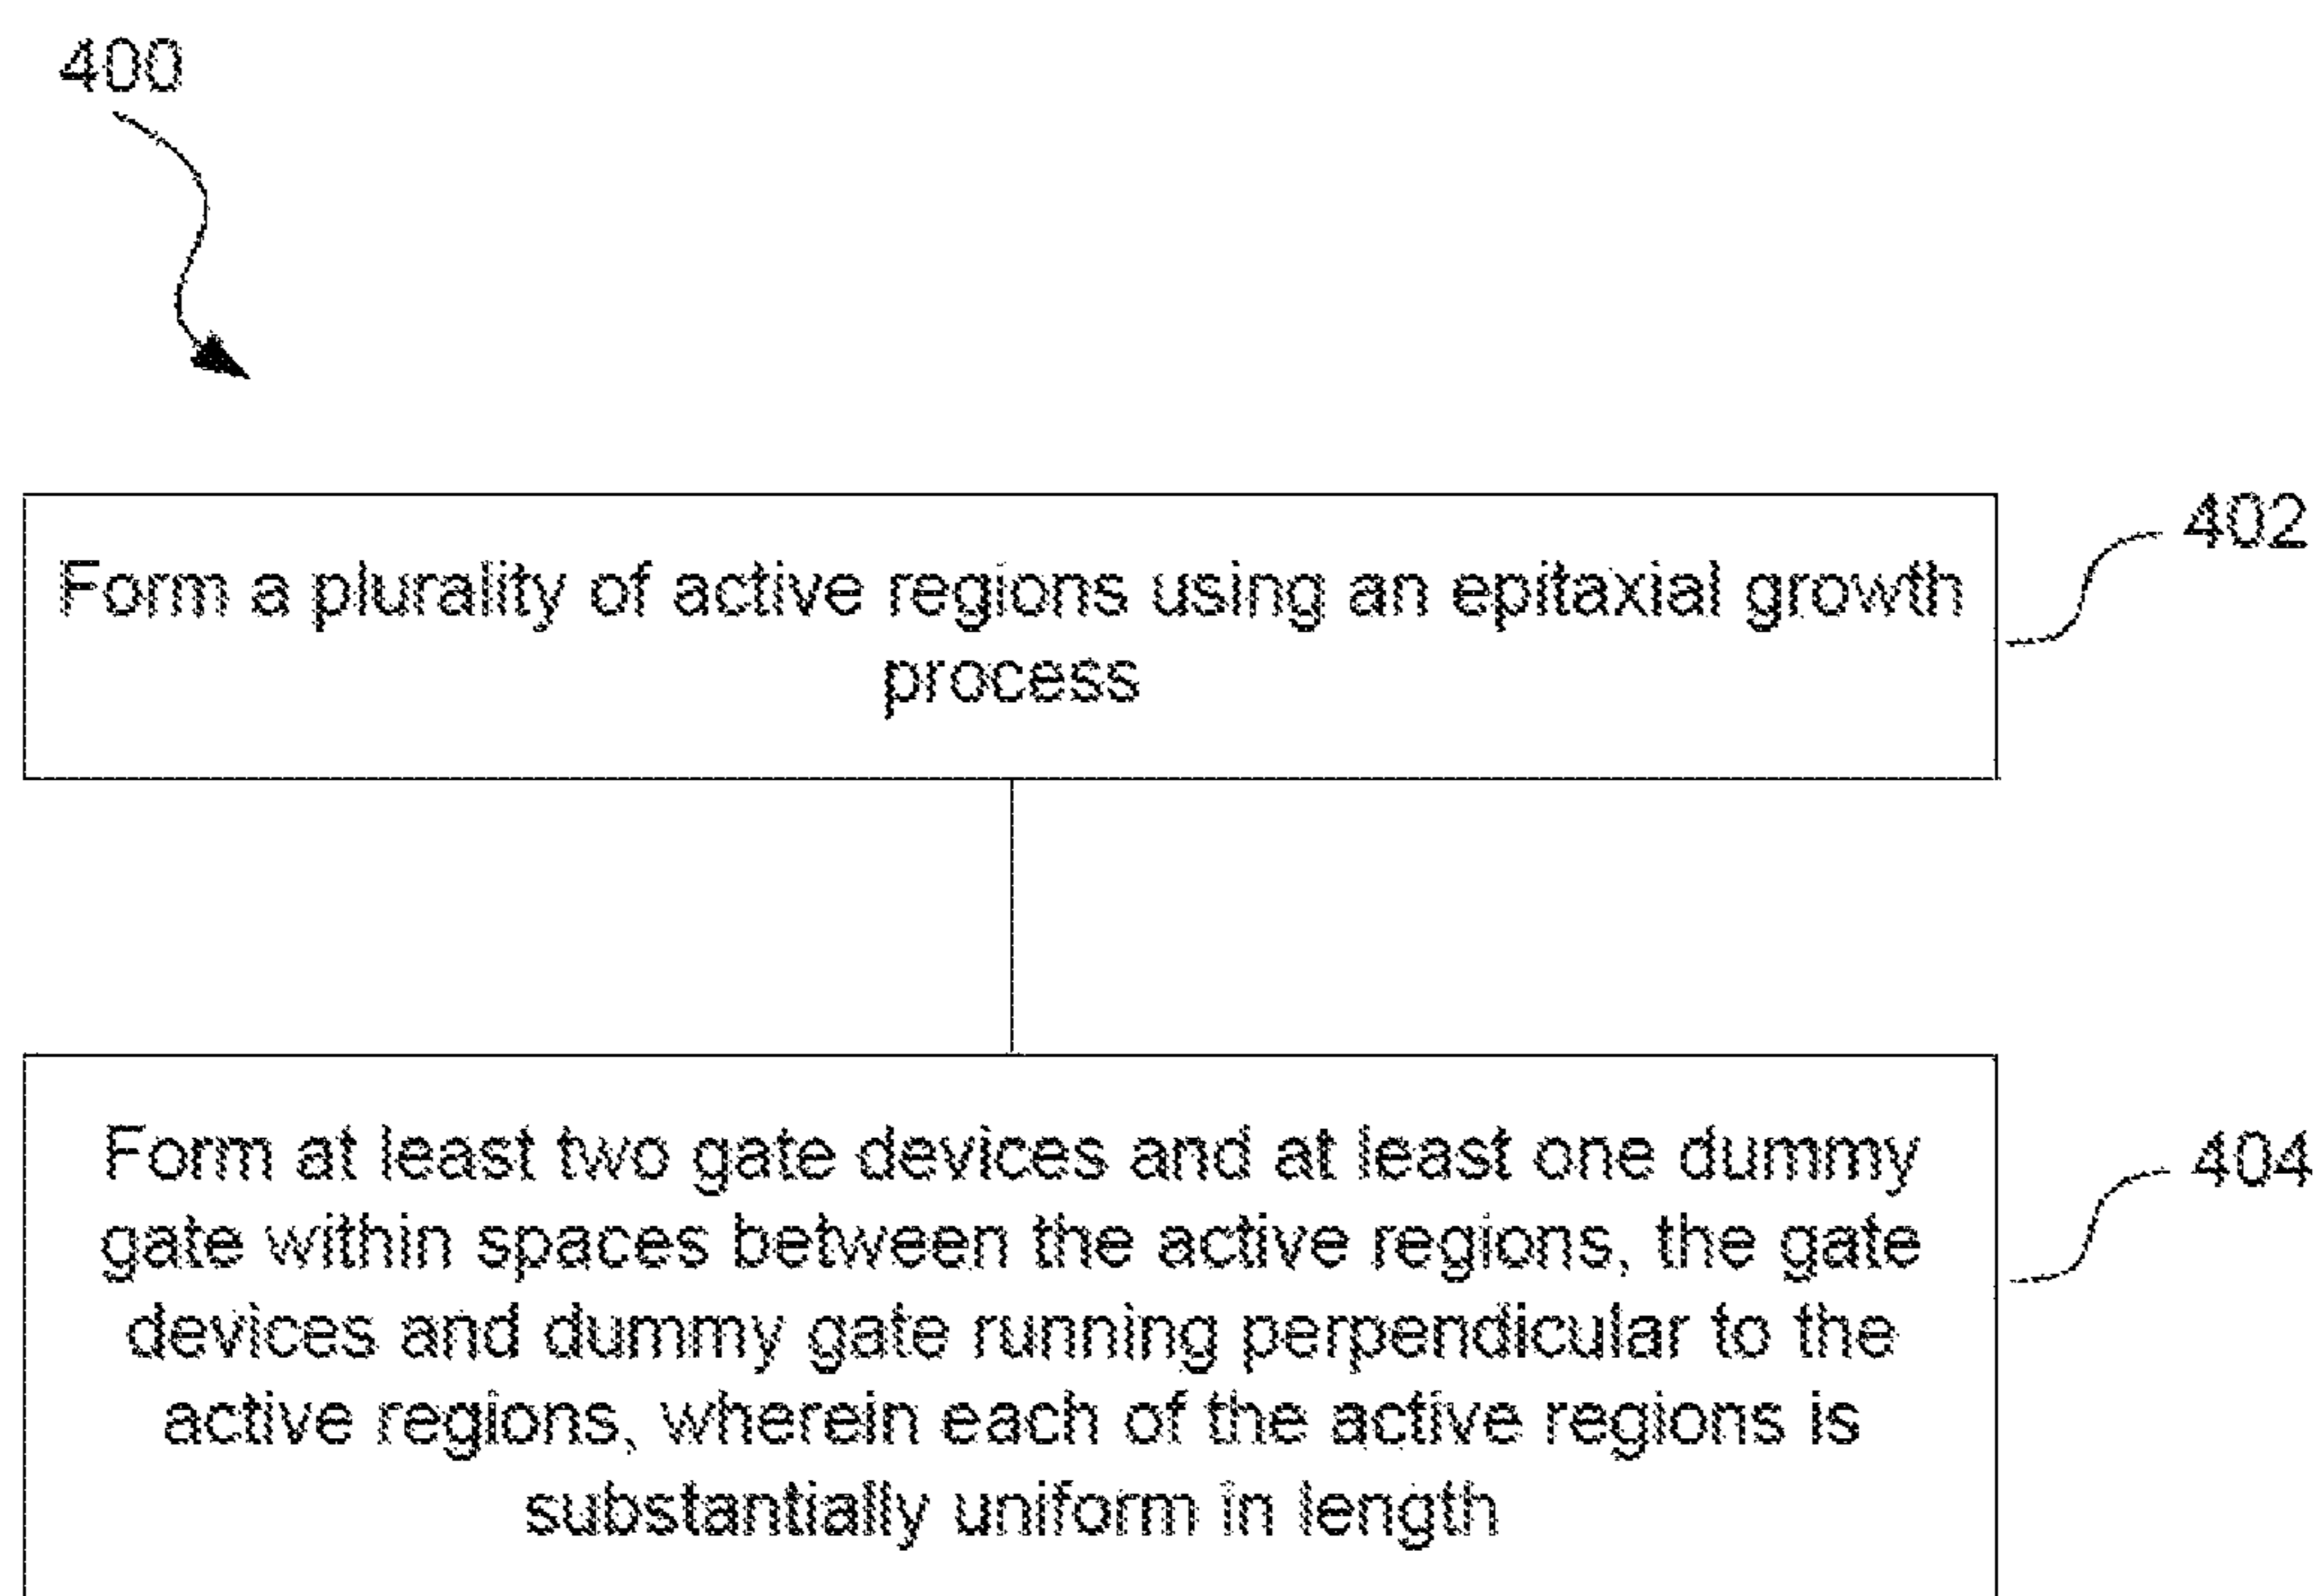 400
402
Form a plurality of active regions using an epitaxial growth
process
Form at least two gate devices and at least one dummy
404
gate within spaces between the active regions, the gate
devices and dummy gate running perpendicular to the
active regions, wherein each of the active regions is
substantially uniform in length